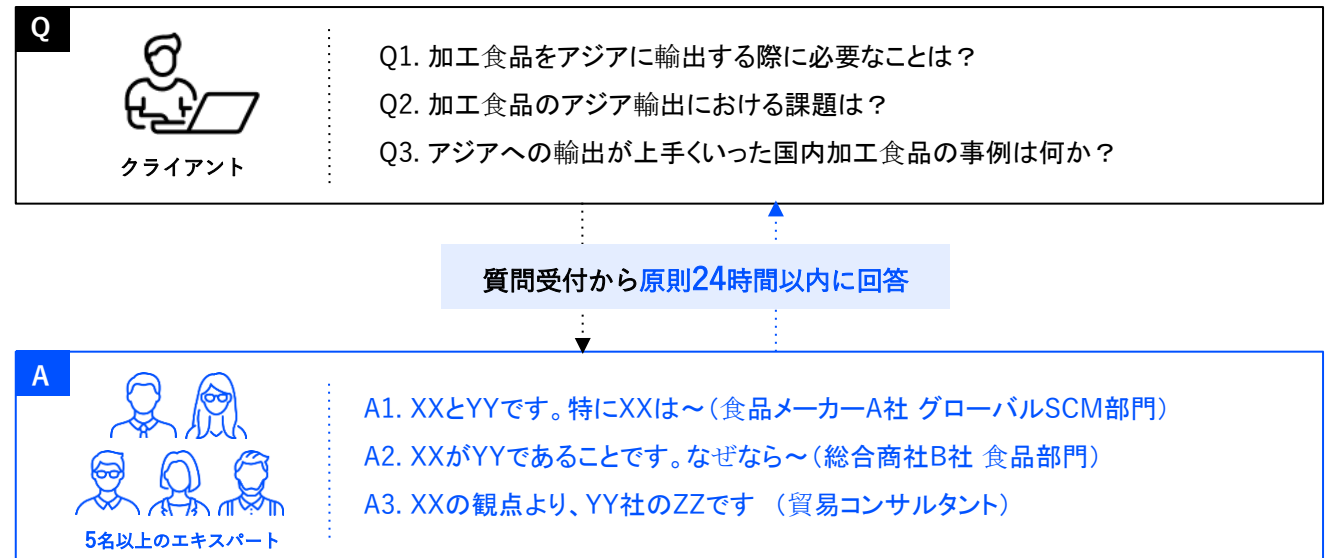 Q
Q1. 加工食品をアジアに輸出する際に必要なことは？
Q2. 加工食品のアジア輸出における課題は？
Q3. アジアへの輸出が上手くいった国内加工食品の事例は何か？
クライアント
質問受付から原則24時間以内に回答
A
A1. XXとYYです。特にXXは～（食品メーカーA社 グローバルSCM部門）
A2. XXがYYであることです。なぜなら～（総合商社B社 食品部門）
A3. XXの観点より、YY社のZZです （貿易コンサルタント）
5名以上のエキスパート